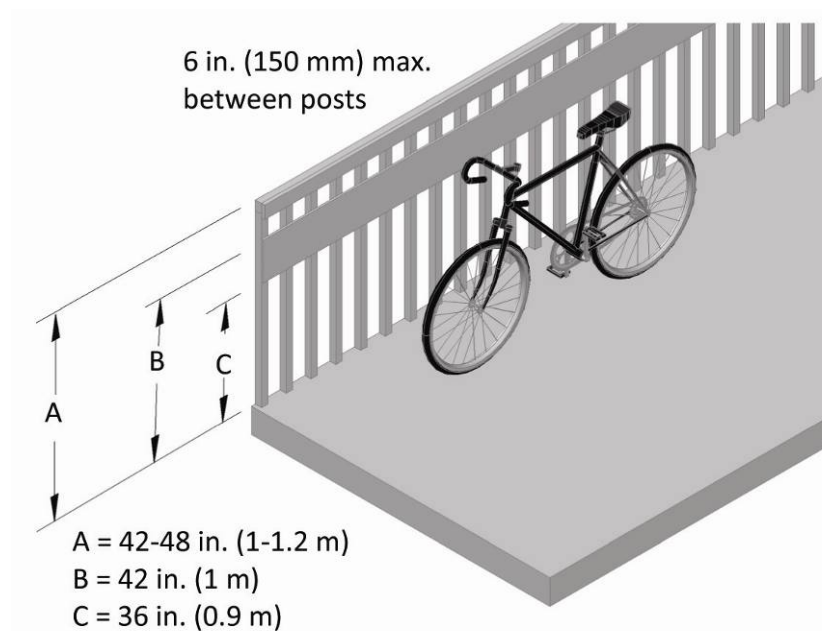 6 in. (150 mm) max.
between posts
A
B
C
A = 42-48 in. (1-1.2 m)
B = 42 in. (1 m)
C = 36 in. (0.9 m)